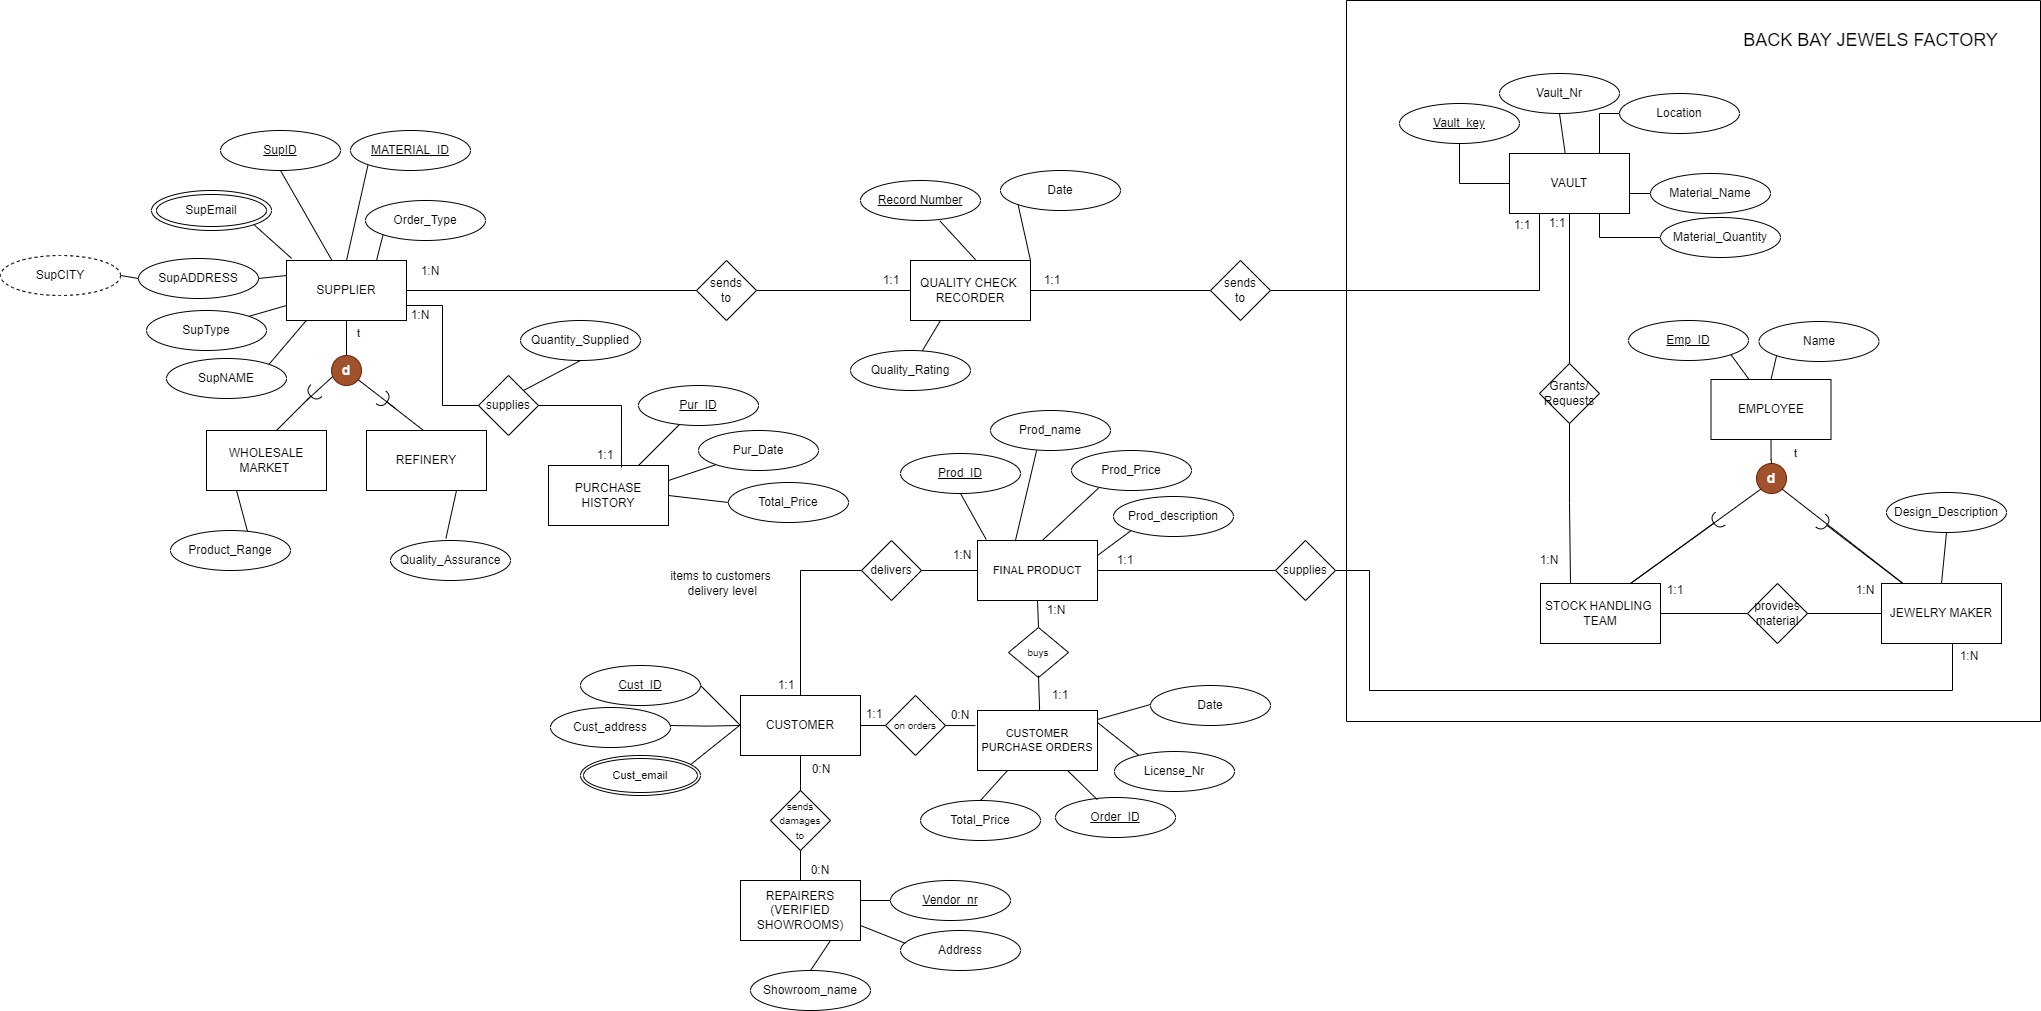 BACK BAY JEWELS FACTORY
Vault_Nr
Vault_key
Location
VAULT
Material_Name
Material_Quantity
1:1
1:1
SupID
MATERIAL_ID
SupEmail
Order_Type
SupCITY
SupADDRESS
SUPPLIER
SupType
SupNAME
1:N
1:N
t
d
WHOLESALE
MARKET
REFINERY
Product_Range
Quality_Assurance
sends
to
1:1
Record Number
Date
QUALITY CHECK
RECORDER
Quality_Rating
1:1
sends
to
Quantity_Supplied
supplies
1:1
Pur_ID
Pur_Date
Total_Price
PURCHASE
HISTORY
Grants/
Requests
Emp_ID
Name
EMPLOYEE
t
d
Design_Description
1:N
STOCK HANDLING
TEAM
1:1
provides
material
1:N
JEWELRY MAKER
1:N
Prod_name
Prod_ID
Prod_Price
Prod_description
1:N
FINAL PRODUCT
1:1
supplies
delivers
items to customers
delivery level
1:N
buys
1:1
1:1
Cust_ID
Cust_address
Cust_email
CUSTOMER
1:1
on orders
0:N
CUSTOMER
PURCHASE ORDERS
Date
License_Nr
Total_Price
Order_ID
0:N
sends
damages
to
0:N
REPAIRERS
(VERIFIED
SHOWROOMS)
Vendor_nr
Address
Showroom_name